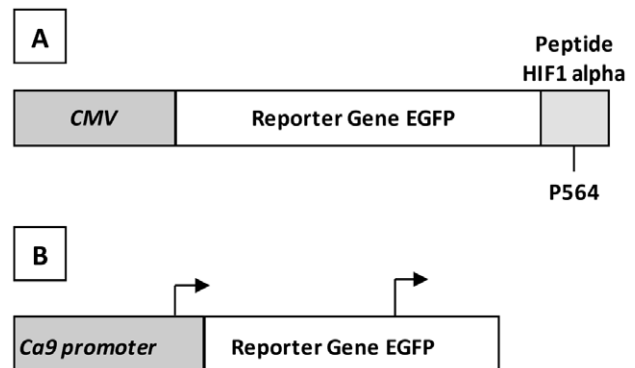 A
Peptide
HIF1 alpha
CMV
Reporter Gene EGFP
P564
B
Ca9 promoter
Reporter Gene EGFP